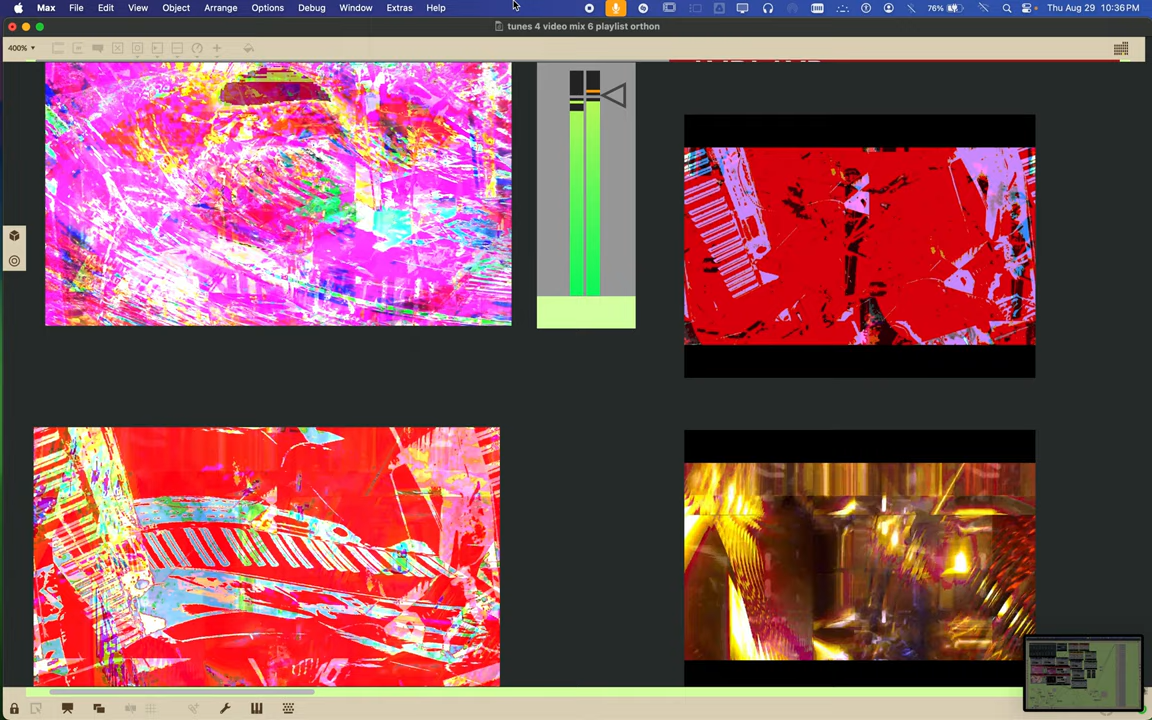 Max File Edit View Object Arrange Options Debug Window Extras Help 76% Thu Aug 29 10:36 PM
tunes 4 video mix 6 playlist orthon
400%